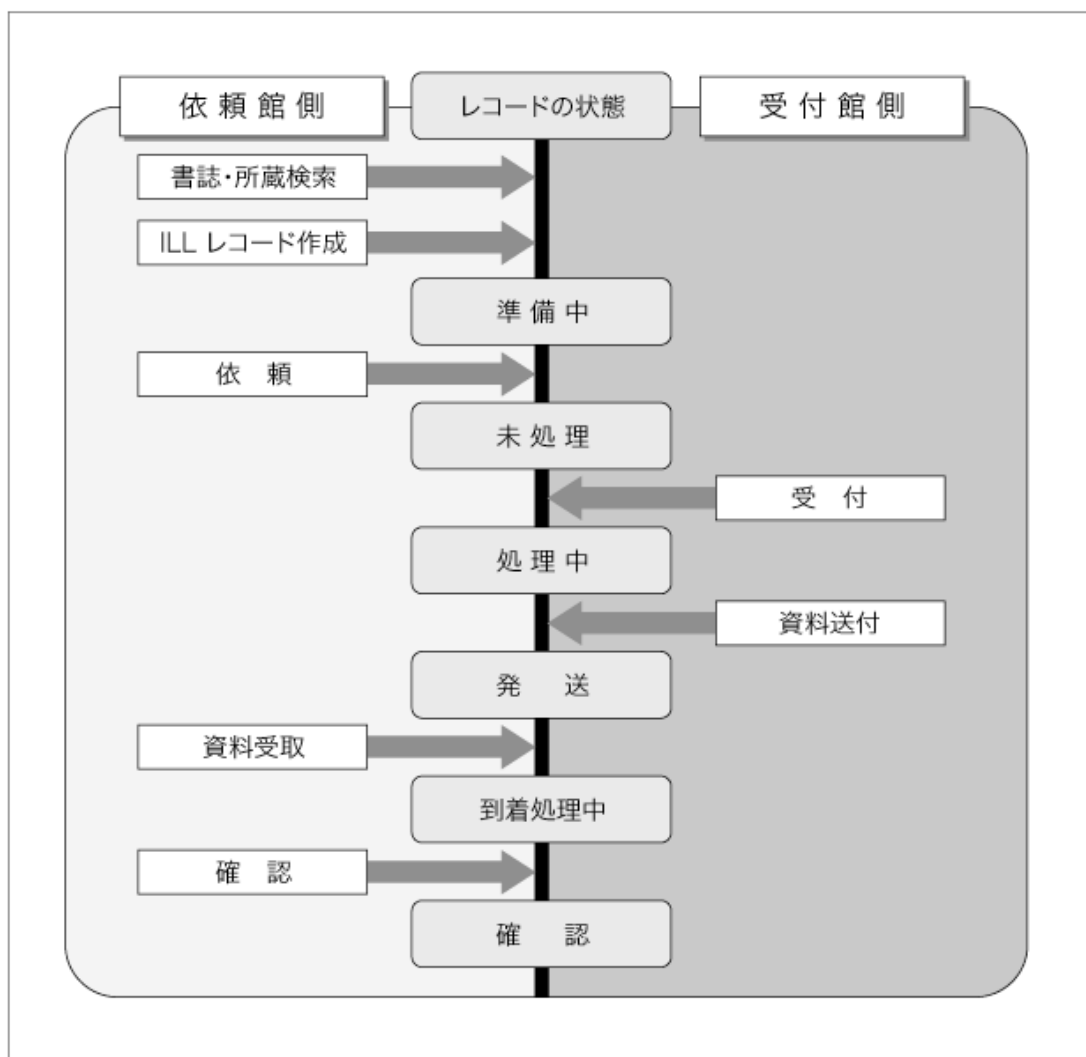 依頼館側
レコードの状態
受付館側
書誌・所蔵検索
ILL レコード作成
準備中
依 頼
未処理
受 付
処理中
資料送付
発 送
資料受取
到着処理中
確 認
確 認